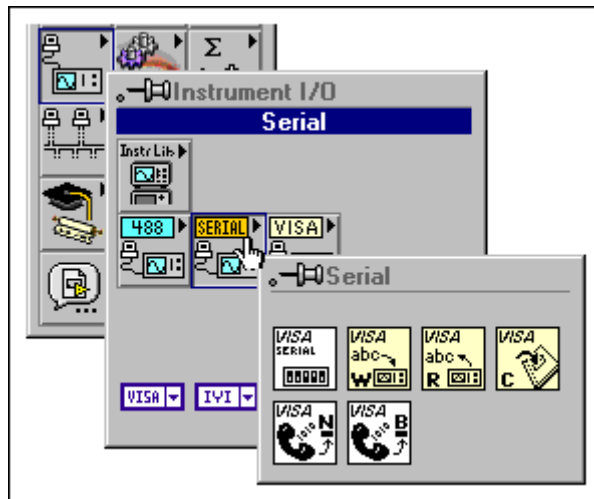 Σ
Instrument I/O
Serial
Instr Lib
488
SERIAL
VISA
VISA
IVI
Serial
VISA
SERIAL
VISA
abc
W
VISA
abc
R
VISA
C
VISA
N
VISA
B